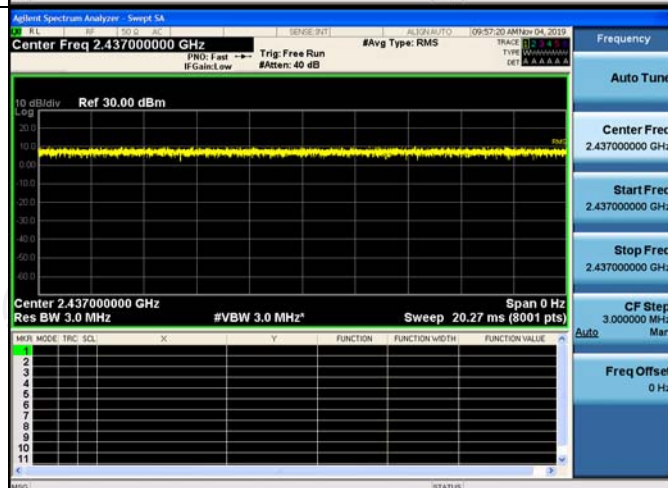 Agilent Spectrum Analyzer - Swept SA
RL RF 50 Ω AC SENSE:INT ALIGN AUTO 09:57:20 AM Nov 04, 2019
Center Freq 2.437000000 GHz #Avg Type: RMS TRACE 1 2 3 4 5 6
PNO: Fast Trig: Free Run TYPE
IFGain:Low #Atten: 40 dB DET A A A A A A
10 dB/div Ref 30.00 dBm
Log
20.0
10.0
RMS
0.00
-10.0
-20.0
-30.0
-40.0
-50.0
-60.0
Center 2.437000000 GHz Span 0 Hz
Res BW 3.0 MHz #VBW 3.0 MHz* Sweep 20.27 ms (8001 pts)
MKR MODE TRC SCL X Y FUNCTION FUNCTION WIDTH FUNCTION VALUE
1
2
3
4
5
6
7
8
9
10
11
MSG STATUS
Frequency
Auto Tune
Center Freq
2.437000000 GHz
Start Freq
2.437000000 GHz
Stop Freq
2.437000000 GHz
CF Step
3.000000 MHz
Auto Man
Freq Offset
0 Hz